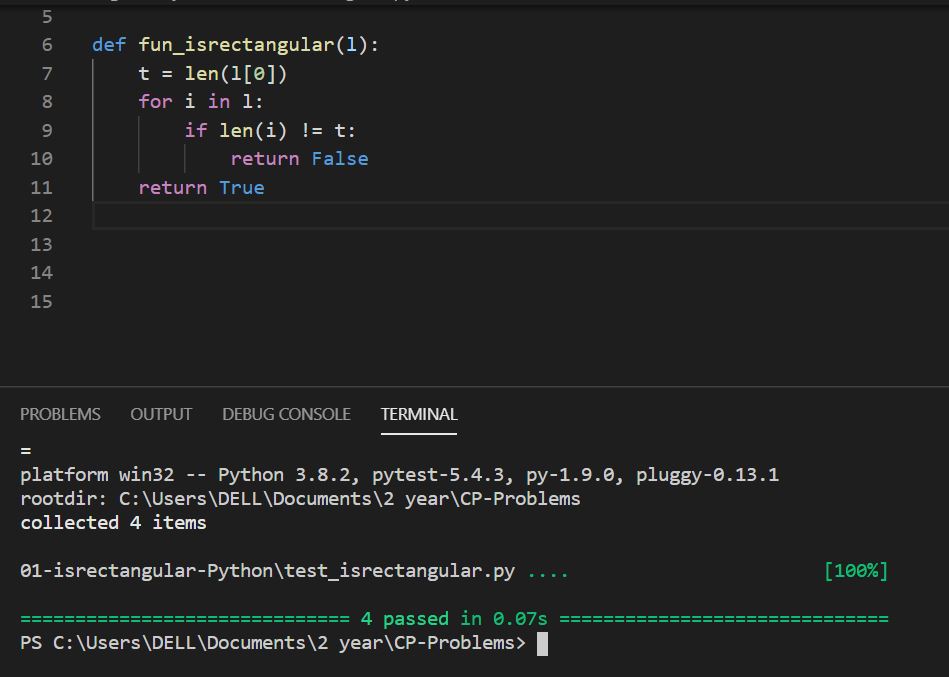 5
6 def fun_isrectangular(l):
7     t = len(l[0])
8     for i in l:
9         if len(i) != t:
10             return False
11     return True
12
13
14
15
PROBLEMS OUTPUT DEBUG CONSOLE TERMINAL
=
platform win32 -- Python 3.8.2, pytest-5.4.3, py-1.9.0, pluggy-0.13.1
rootdir: C:\Users\DELL\Documents\2 year\CP-Problems
collected 4 items
01-isrectangular-Python\test_isrectangular.py .... [100%]
============================== 4 passed in 0.07s ==============================
PS C:\Users\DELL\Documents\2 year\CP-Problems>